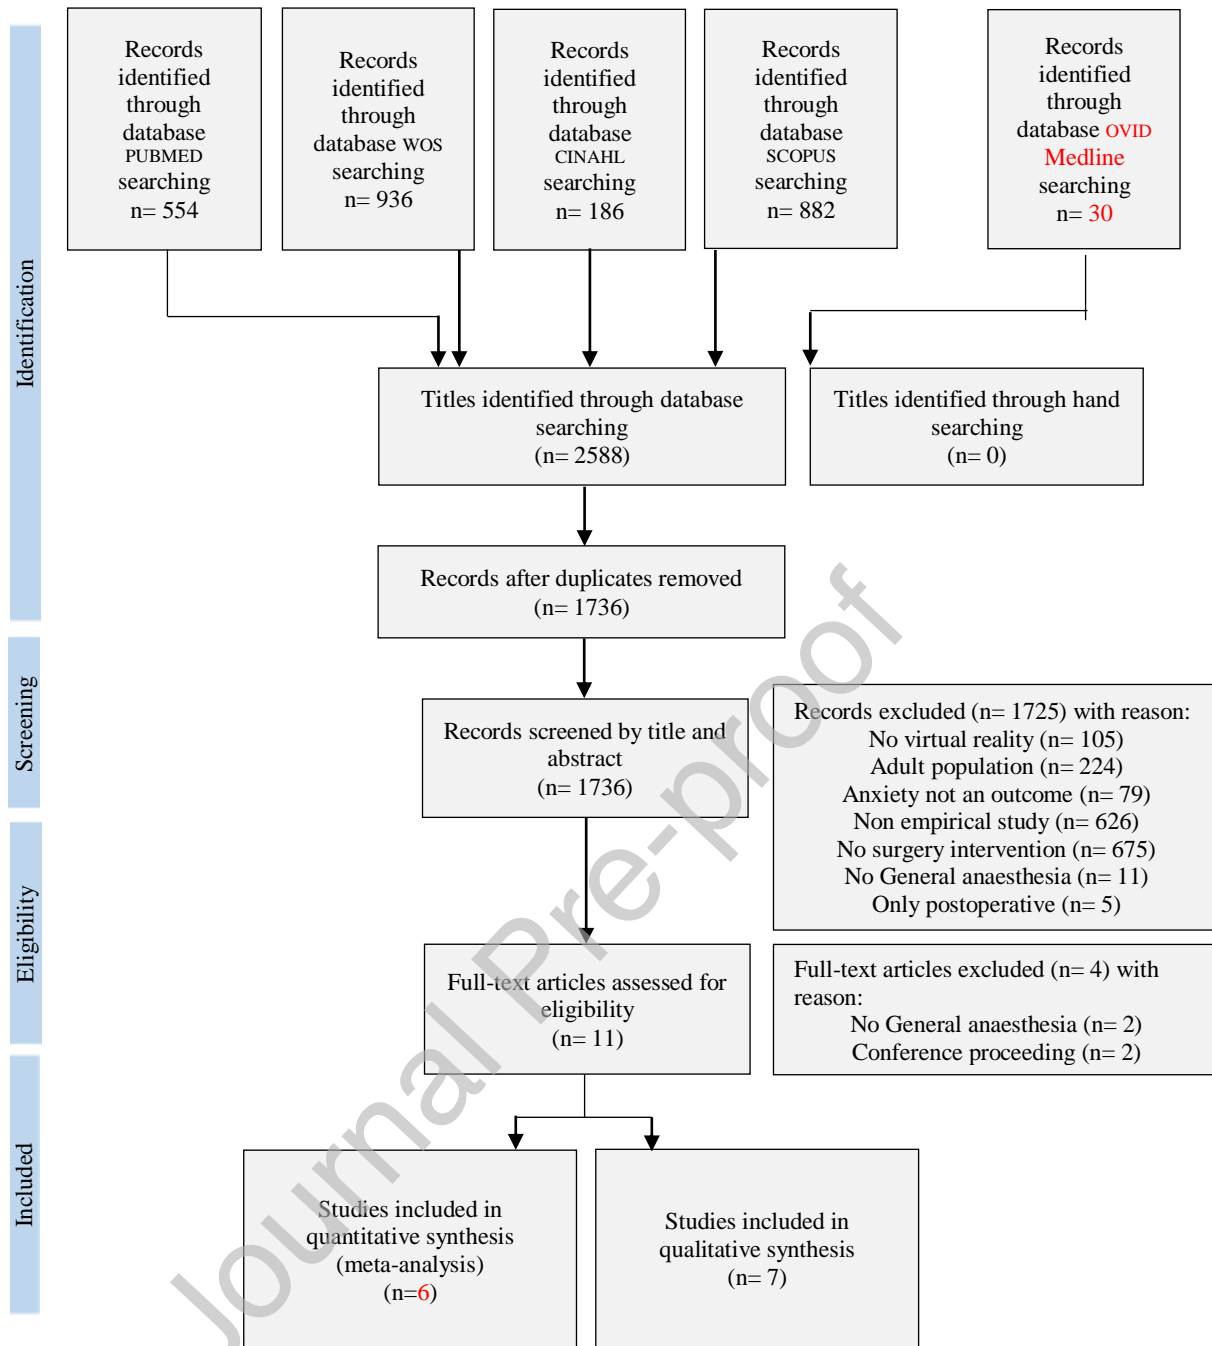 Records
identified
through
database
PUBMED
searching
n= 554
Records
identified
through
database WOS
searching
n= 936
Records
identified
through
database
CINAHL
searching
n= 186
Records
identified
through
database
SCOPUS
searching
n= 882
Records
identified
through
database OVID
Medline
searching
n= 30
Identification
Titles identified through database
searching
(n= 2588)
Titles identified through hand
searching
(n= 0)
Records after duplicates removed
(n= 1736)
Screening
Records screened by title and
abstract
(n= 1736)
Records excluded (n= 1725) with reason:
No virtual reality (n= 105)
Adult population (n= 224)
Anxiety not an outcome (n= 79)
Non empirical study (n= 626)
No surgery intervention (n= 675)
No General anaesthesia (n= 11)
Only postoperative (n= 5)
Eligibility
Full-text articles assessed for
eligibility
(n= 11)
Full-text articles excluded (n= 4) with
reason:
No General anaesthesia (n= 2)
Conference proceeding (n= 2)
Included
Studies included in
quantitative synthesis
(meta-analysis)
(n=6)
Studies included in
qualitative synthesis
(n= 7)
Journal Pre-proof